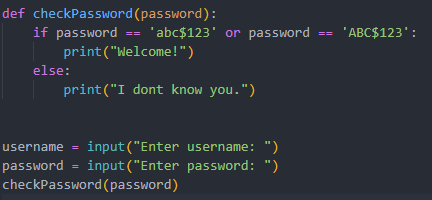 def checkPassword(password):
    if password == 'abc$123' or password == 'ABC$123':
        print("Welcome!")
    else:
        print("I dont know you.")
username = input("Enter username: ")
password = input("Enter password: ")
checkPassword(password)